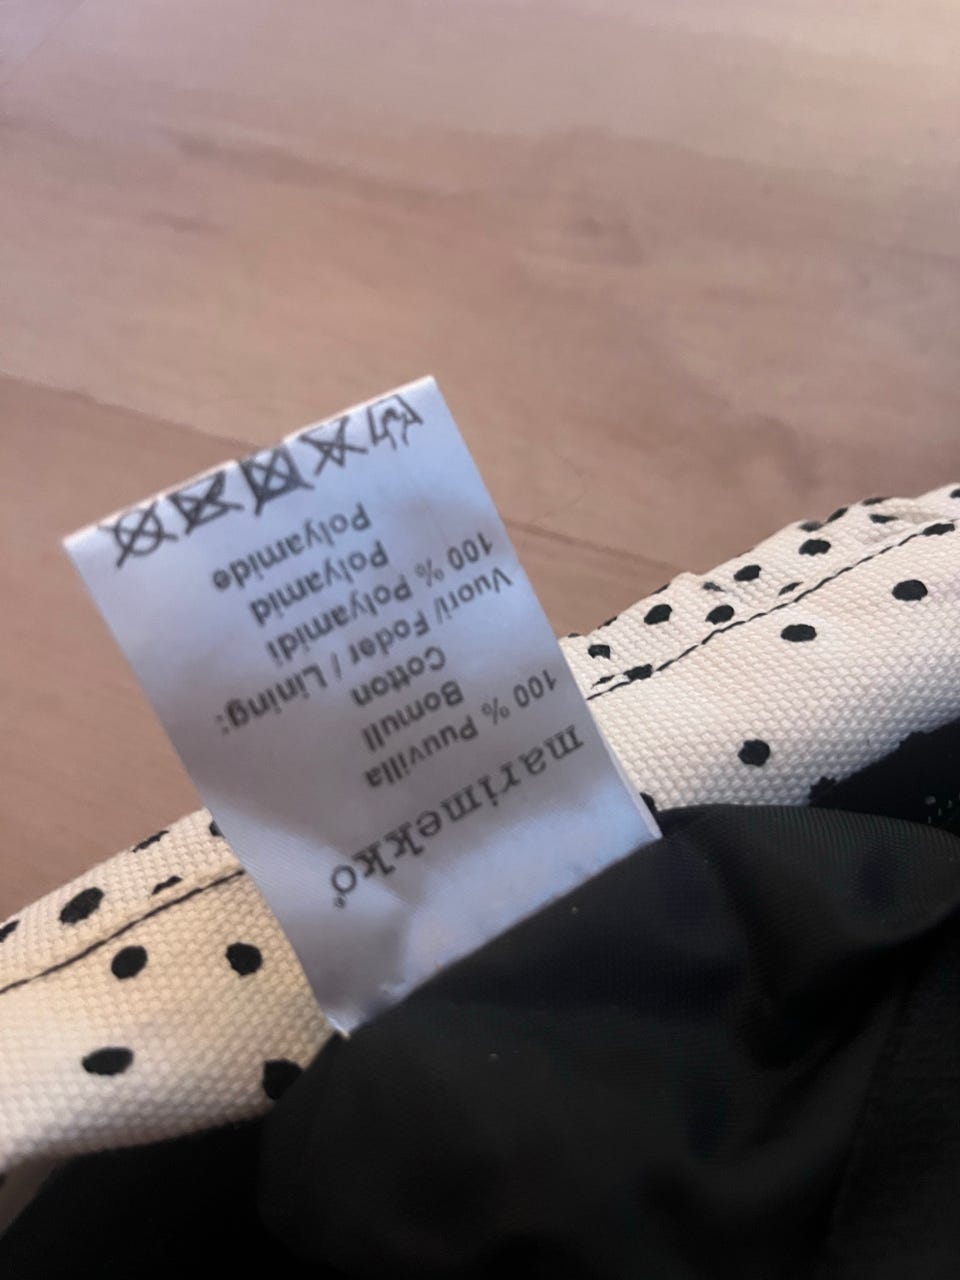 marimekko®
100 % Puuvilla
Bomull
Cotton
Vuori/ Foder / Lining:
100 % Polyamidi
Polyamid
Polyamide